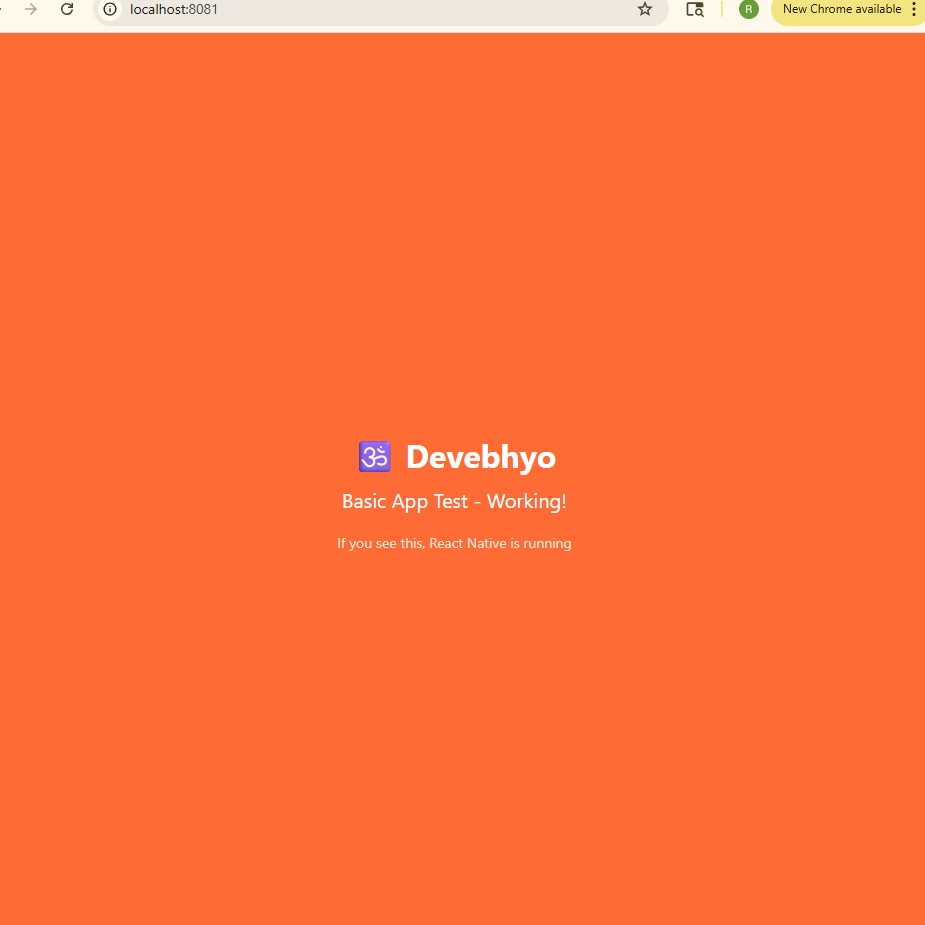 localhost:8081
R
New Chrome available
🕉 Devebhyo
Basic App Test - Working!
If you see this, React Native is running